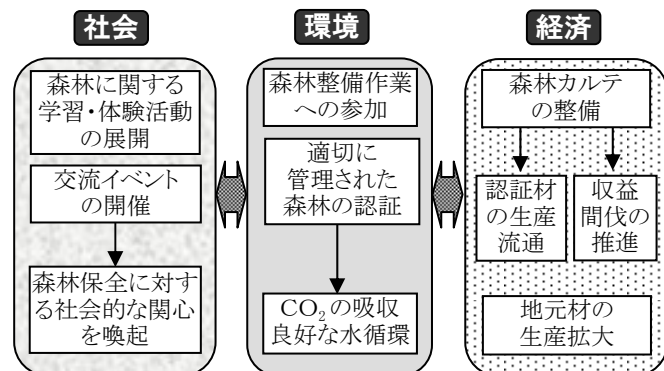 社会
森林に関する
学習・体験活動
の展開
交流イベント
の開催
森林保全に対す
る社会的な関心
を喚起
環境
森林整備作業
への参加
適切に
管理された
森林の認証
CO₂の吸収
良好な水循環
経済
森林カルテ
の整備
認証材
の生産
流通
収益
間伐の
推進
地元材の
生産拡大